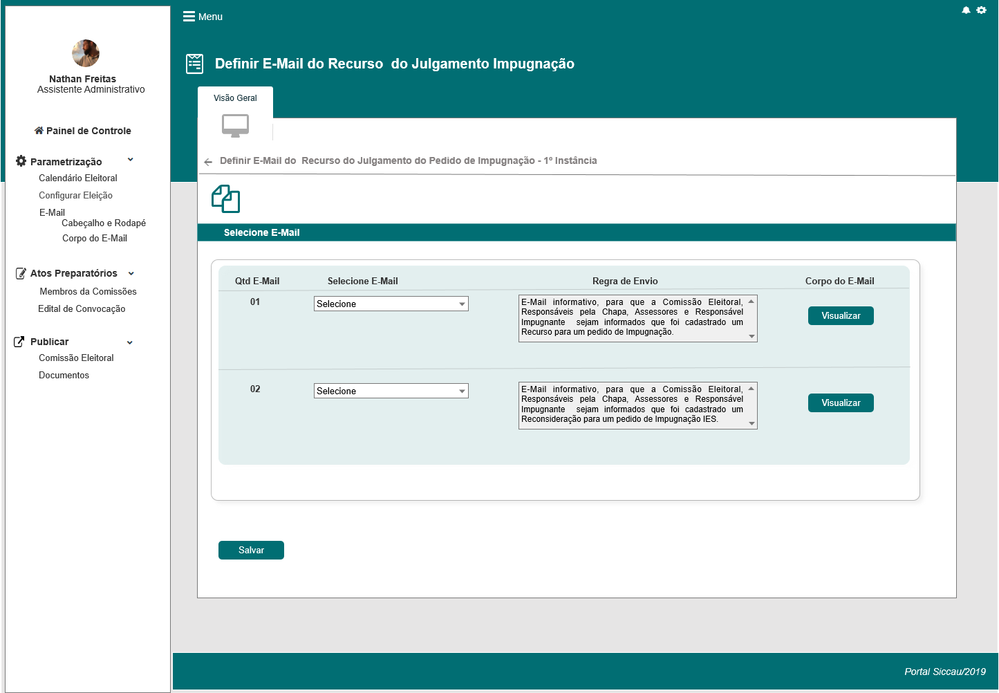 Menu
Nathan Freitas
Assistente Administrativo
Painel de Controle
Parametrização
Calendário Eleitoral
Configurar Eleição
E-Mail
Cabeçalho e Rodapé
Corpo do E-Mail
Atos Preparatórios
Membros da Comissões
Edital de Convocação
Publicar
Comissão Eleitoral
Documentos
Definir E-Mail do Recurso  do Julgamento Impugnação
Visão Geral
Definir E-Mail do  Recurso do Julgamento do Pedido de Impugnação - 1º Instância
Selecione E-Mail
Qtd E-Mail Selecione E-Mail Regra de Envio Corpo do E-Mail
01 Selecione
E-Mail informativo, para que a Comissão Eleitoral,
Responsáveis pela Chapa, Assessores e Responsável
Impugnante  sejam informados que foi cadastrado um
Recurso para um pedido de Impugnação.
Visualizar
02 Selecione
E-Mail informativo, para que a Comissão Eleitoral,
Responsáveis pela Chapa, Assessores e Responsável
Impugnante  sejam informados que foi cadastrado um
Reconsideração para um pedido de Impugnação IES.
Visualizar
Salvar
Portal Siccau/2019